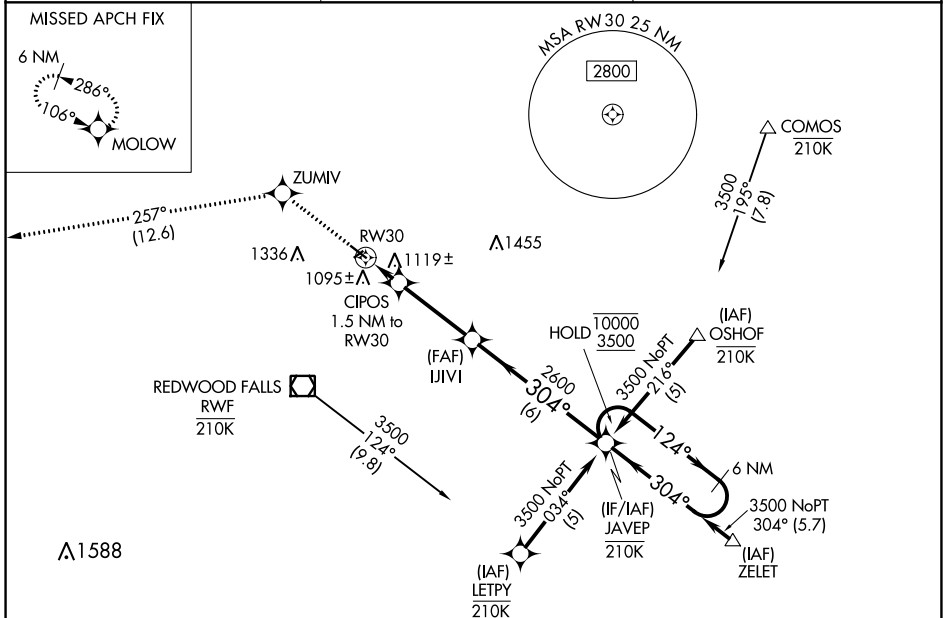 MISSED APCH FIX
6 NM
286°
106°
MOLOW
MSA RW30 25 NM
2800
COMOS
210K
3500
195°
(7.8)
ZUMIV
257°
(12.6)
RW30
1336
1119±
1455
1095±
CIPOS
1.5 NM to
RW30
(FAF)
IJIVI
HOLD
10000
3500
(IAF)
OSHOF
210K
3500 NoPT
216°
(5)
2600
304°
(6)
REDWOOD FALLS
RWF
210K
3500
124°
(9.8)
124°
6 NM
304°
3500 NoPT
304° (5.7)
3500 NoPT
034°
(5)
(IF/IAF)
JAVEP
210K
(IAF)
ZELET
1588
(IAF)
LETPY
210K